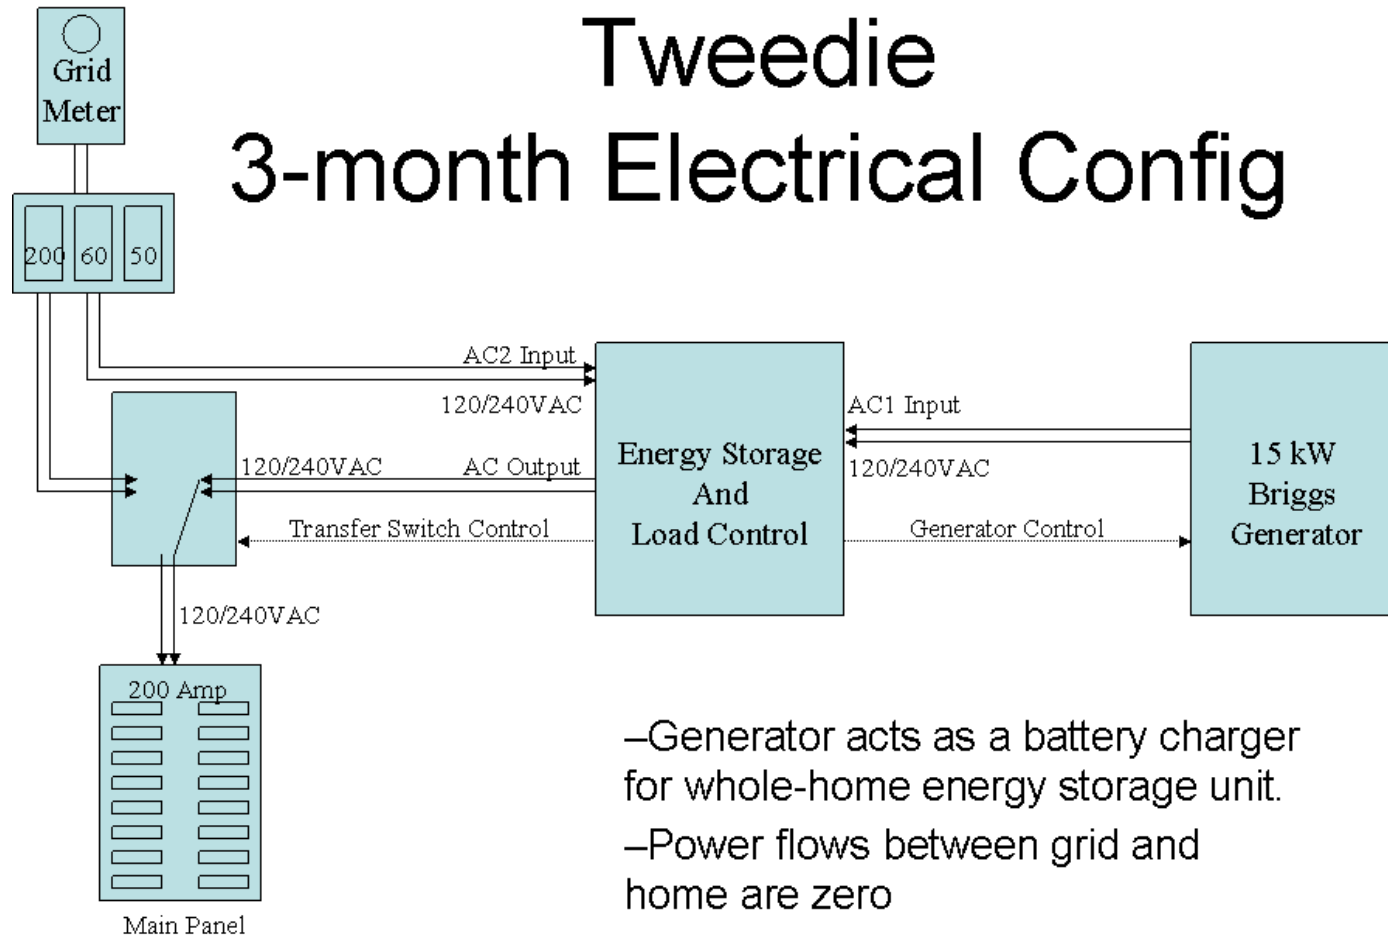 Tweedie
3-month Electrical Config
Grid
Meter
200 60 50
AC2 Input
120/240VAC
AC1 Input
120/240VAC
120/240VAC AC Output
Transfer Switch Control
Energy Storage
And
Load Control
Generator Control
15 kW
Briggs
Generator
120/240VAC
200 Amp
Main Panel
–Generator acts as a battery charger
for whole-home energy storage unit.
–Power flows between grid and
home are zero